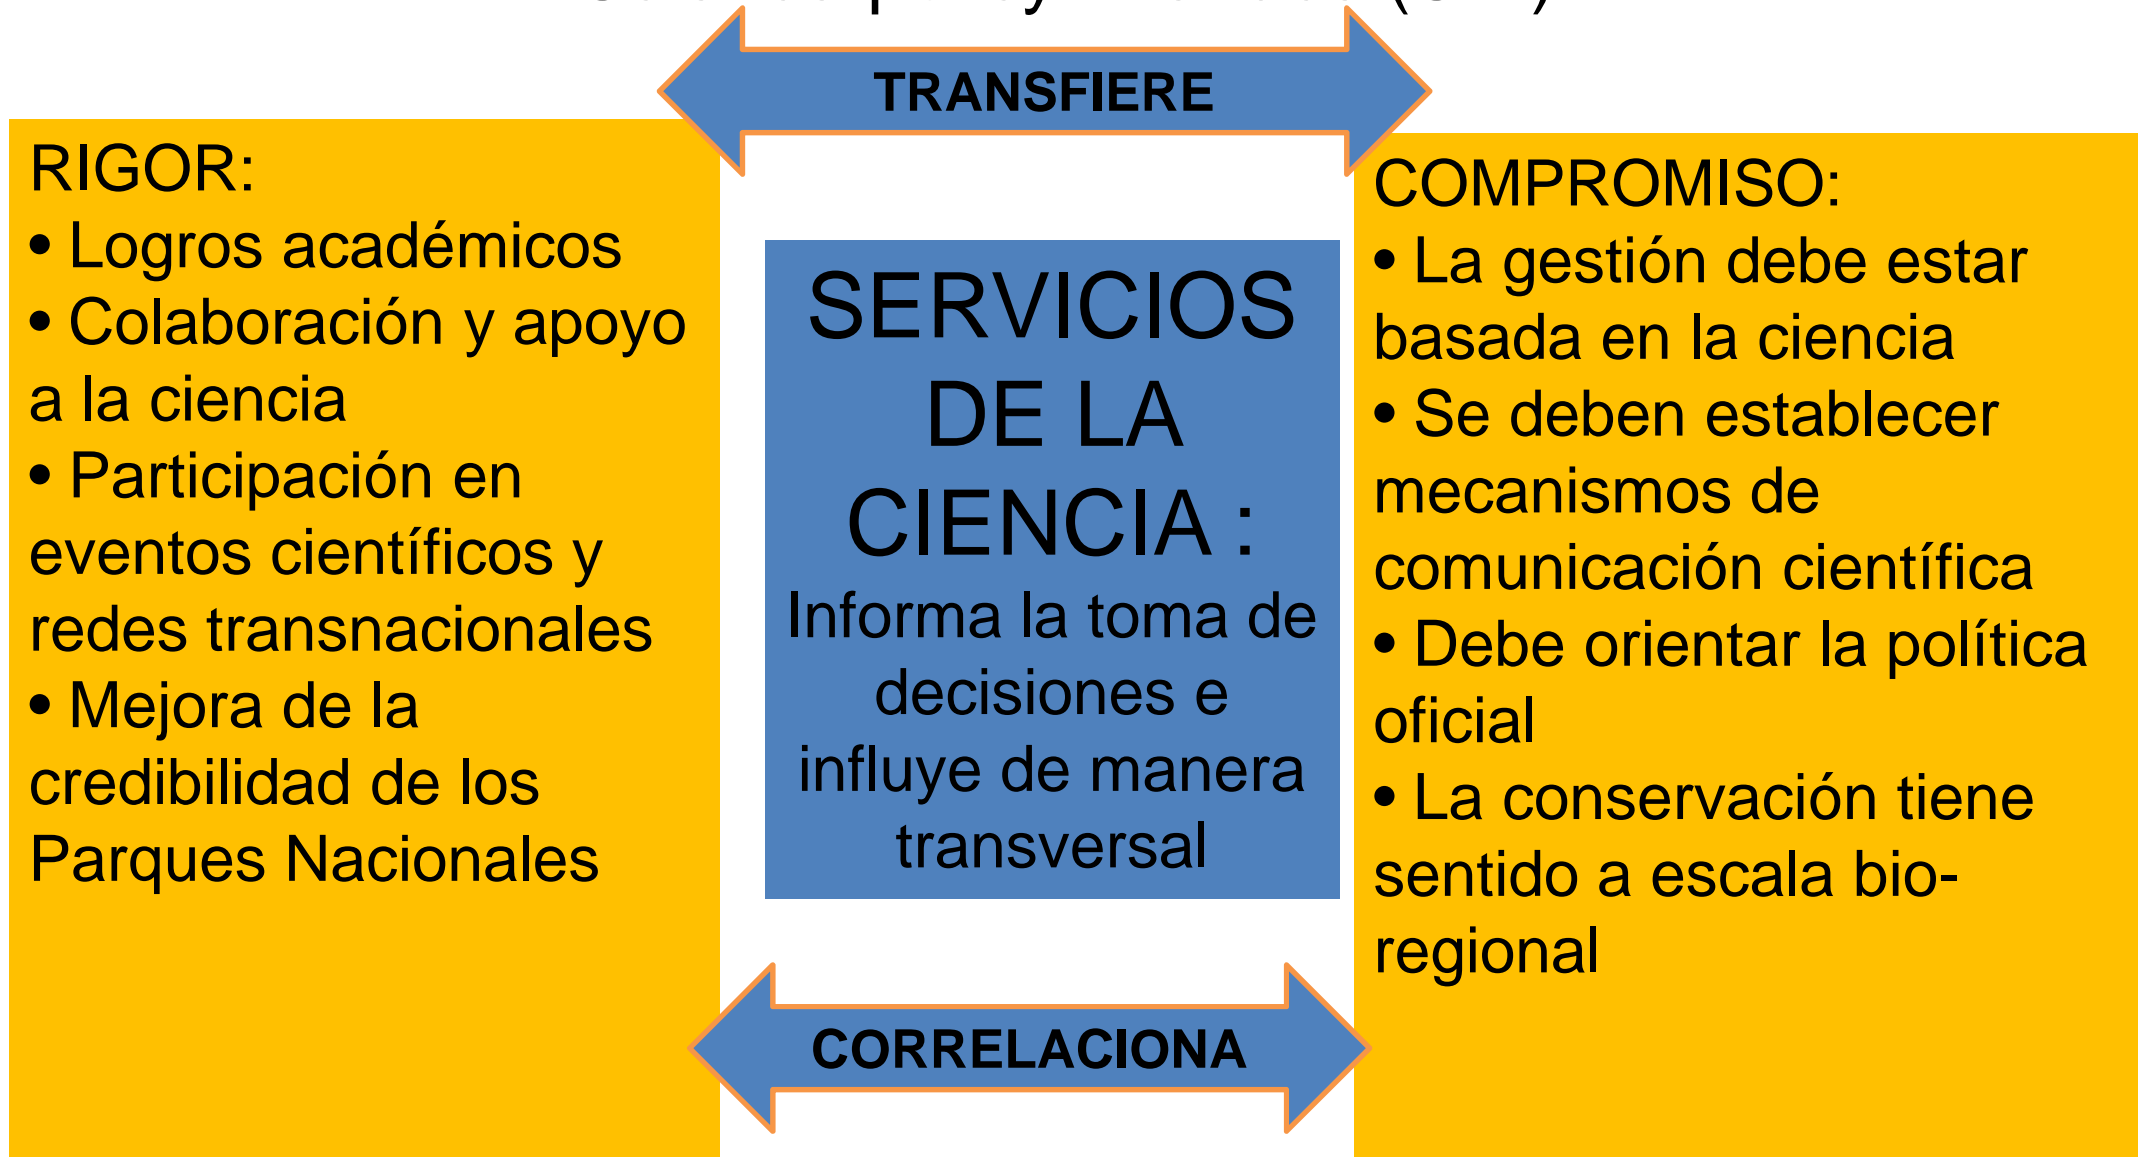 TRANSFIERE
RIGOR:
• Logros académicos
• Colaboración y apoyo
a la ciencia
• Participación en
eventos científicos y
redes transnacionales
• Mejora de la
credibilidad de los
Parques Nacionales
SERVICIOS
DE LA
CIENCIA :
Informa la toma de
decisiones e
influye de manera
transversal
COMPROMISO:
• La gestión debe estar
basada en la ciencia
• Se deben establecer
mecanismos de
comunicación científica
• Debe orientar la política
oficial
• La conservación tiene
sentido a escala bio-
regional
CORRELACIONA